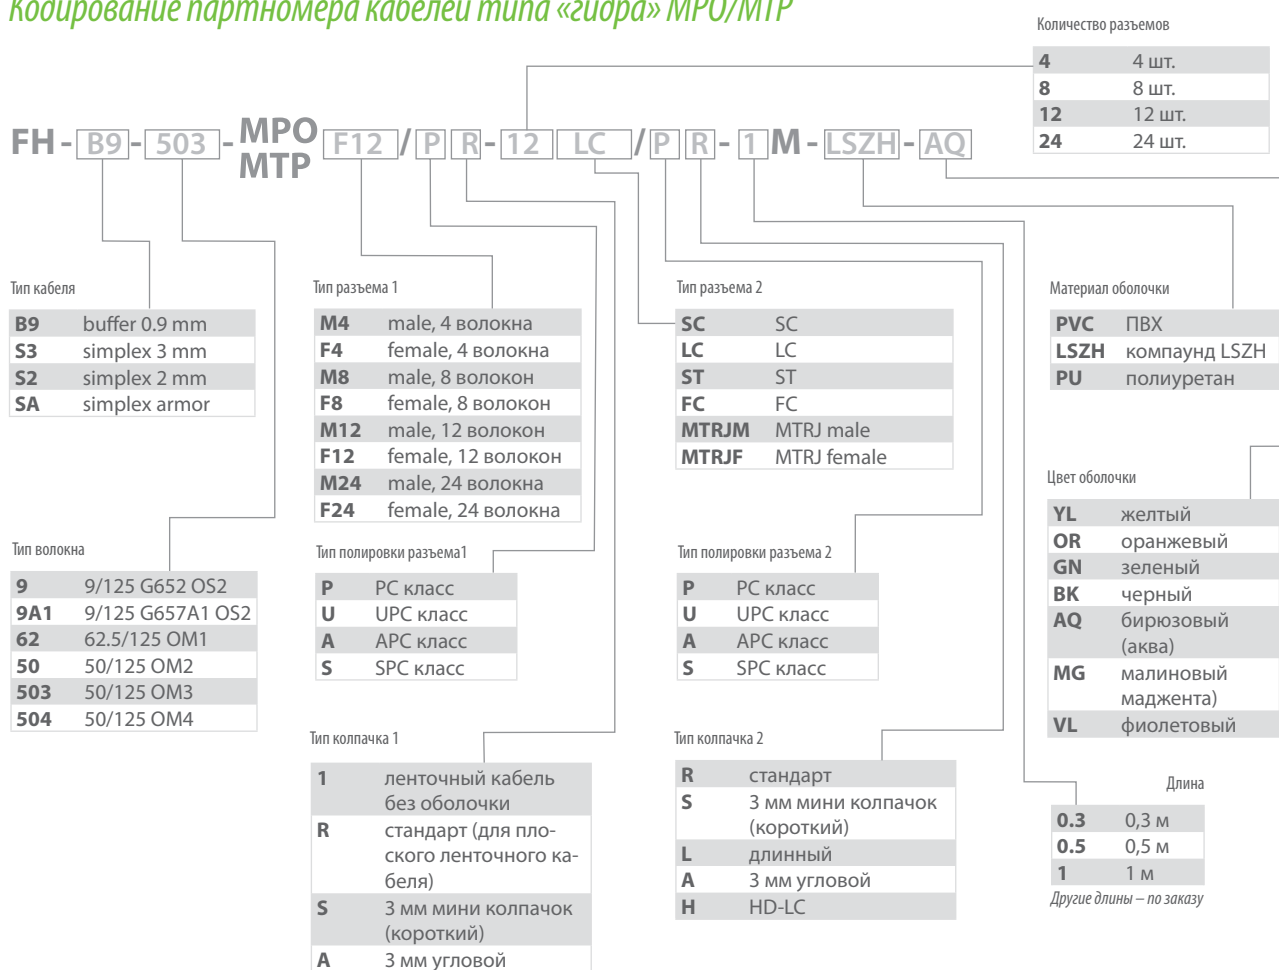 Кодирование партномера кабелей типа «гидра» MPO/MTP
Количество разъемов
4 4 шт.
8 8 шт.
12 12 шт.
24 24 шт.
FH - B9 - 503 - MPO MTP F12 / P R - 12 LC / P R - 1 M - LSZH - AQ
Тип кабеля
B9 buffer 0.9 mm
S3 simplex 3 mm
S2 simplex 2 mm
SA simplex armor
Тип волокна
9 9/125 G652 OS2
9A1 9/125 G657A1 OS2
62 62.5/125 OM1
50 50/125 OM2
503 50/125 OM3
504 50/125 OM4
Тип разъема 1
M4 male, 4 волокна
F4 female, 4 волокна
M8 male, 8 волокон
F8 female, 8 волокон
M12 male, 12 волокон
F12 female, 12 волокон
M24 male, 24 волокна
F24 female, 24 волокна
Тип полировки разъема1
P PC класс
U UPC класс
A APC класс
S SPC класс
Тип колпачка 1
1 ленточный кабель
без оболочки
R стандарт (для пло-
ского ленточного ка-
беля)
S 3 мм мини колпачок
(короткий)
A 3 мм угловой
Тип разъема 2
SC SC
LC LC
ST ST
FC FC
MTRJM MTRJ male
MTRJF MTRJ female
Тип полировки разъема 2
P PC класс
U UPC класс
A APC класс
S SPC класс
Тип колпачка 2
R стандарт
S 3 мм мини колпачок
(короткий)
L длинный
A 3 мм угловой
H HD-LC
Материал оболочки
PVC ПВХ
LSZH компаунд LSZH
PU полиуретан
Цвет оболочки
YL желтый
OR оранжевый
GN зеленый
BK черный
AQ бирюзовый
(аква)
MG малиновый
маджента)
VL фиолетовый
Длина
0.3 0,3 м
0.5 0,5 м
1 1 м
Другие длины – по заказу